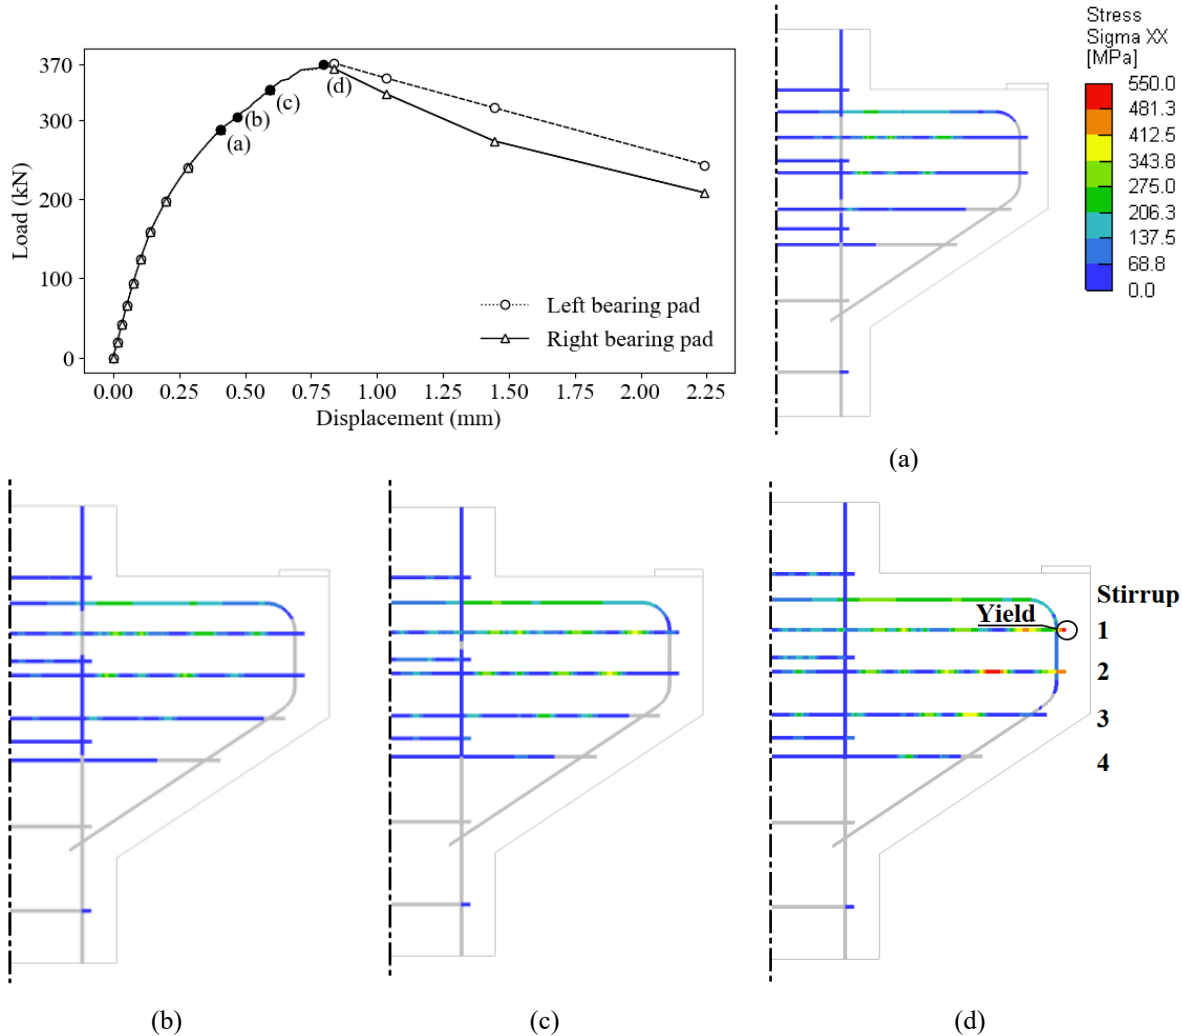 370
300
200
100
0
Load (kN)
(a)
(b)
(c)
(d)
Left bearing pad
Right bearing pad
0.00 0.25 0.50 0.75 1.00 1.25 1.50 1.75 2.00 2.25
Displacement (mm)
Stress
Sigma XX
[MPa]
550.0
481.3
412.5
343.8
275.0
206.3
137.5
68.8
0.0
(a)
Stirrup
Yield
1
2
3
4
(b) (c) (d)